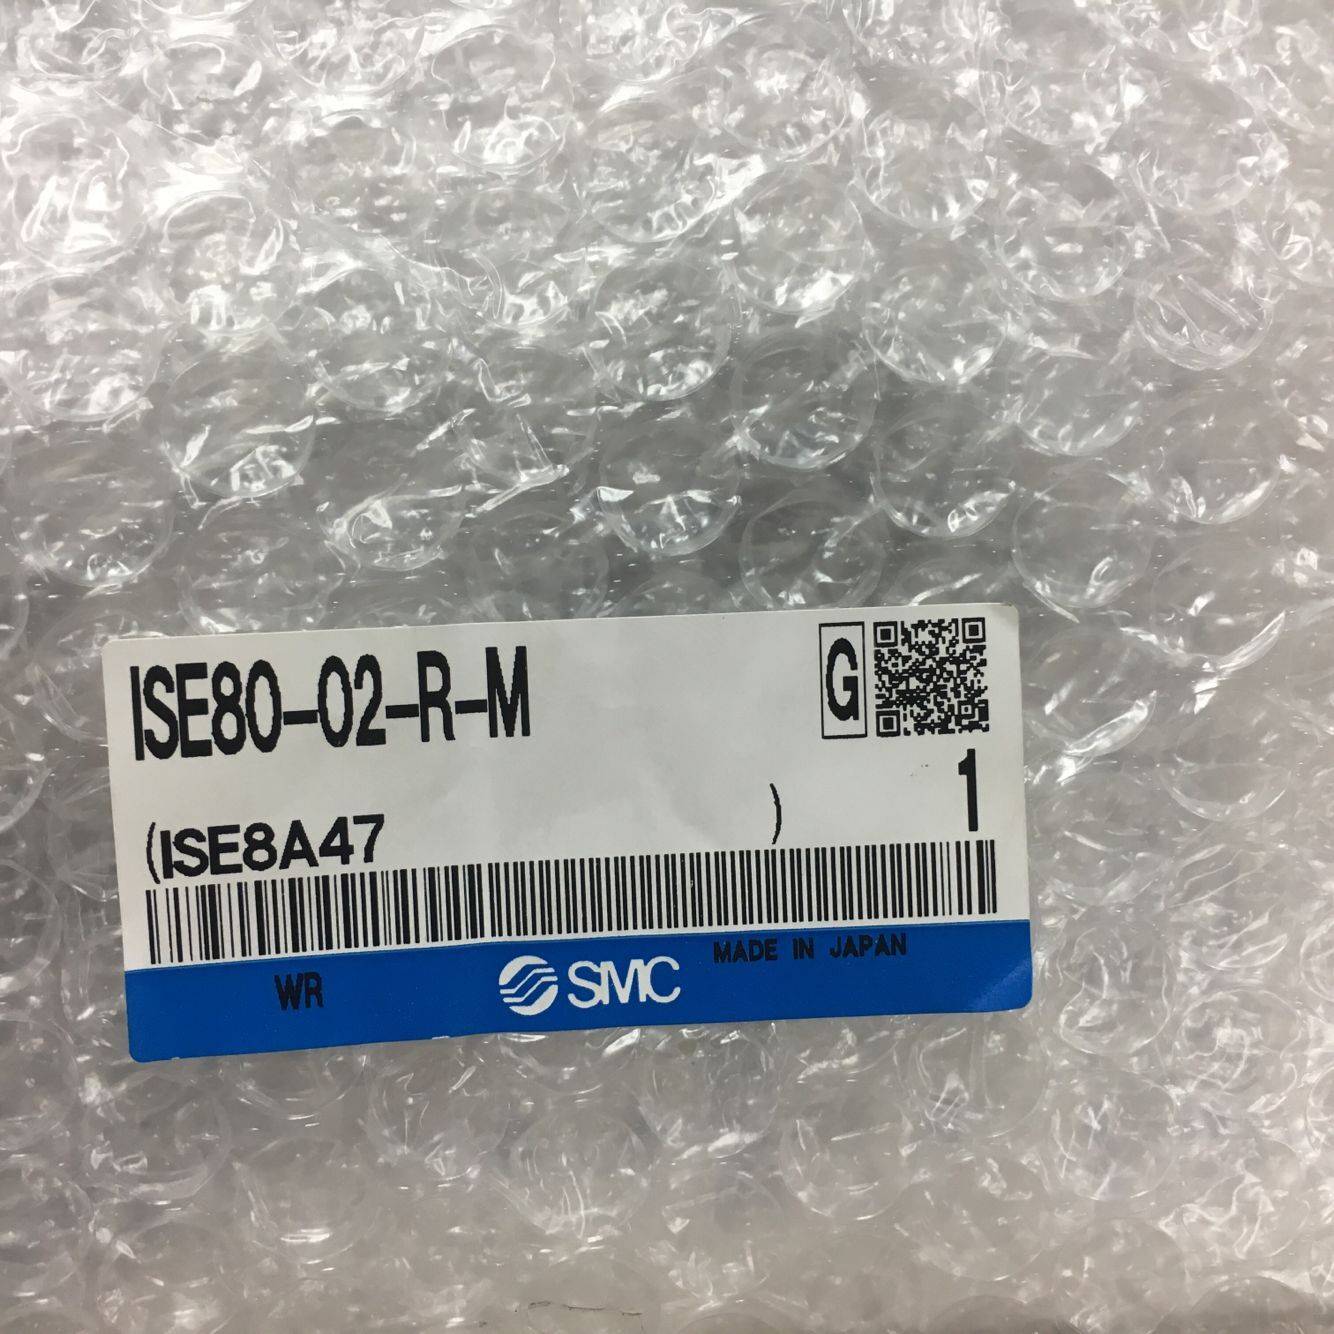 ISE80-02-R-M
G
1
(ISE8A47 )
WR
SMC
MADE IN JAPAN